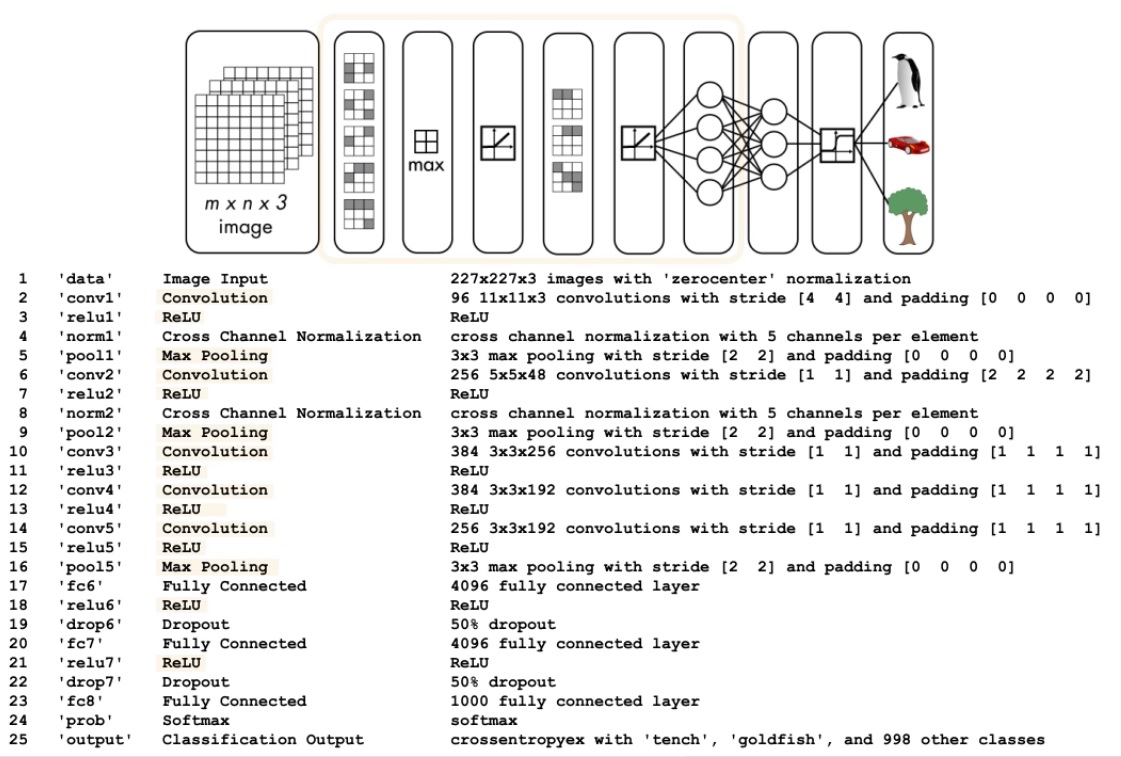 max
m x n x 3
image
1 'data' Image Input 227x227x3 images with 'zerocenter' normalization
2 'conv1' Convolution 96 11x11x3 convolutions with stride [4 4] and padding [0 0 0 0]
3 'relu1' ReLU ReLU
4 'norm1' Cross Channel Normalization cross channel normalization with 5 channels per element
5 'pool1' Max Pooling 3x3 max pooling with stride [2 2] and padding [0 0 0 0]
6 'conv2' Convolution 256 5x5x48 convolutions with stride [1 1] and padding [2 2 2 2]
7 'relu2' ReLU ReLU
8 'norm2' Cross Channel Normalization cross channel normalization with 5 channels per element
9 'pool2' Max Pooling 3x3 max pooling with stride [2 2] and padding [0 0 0 0]
10 'conv3' Convolution 384 3x3x256 convolutions with stride [1 1] and padding [1 1 1 1]
11 'relu3' ReLU ReLU
12 'conv4' Convolution 384 3x3x192 convolutions with stride [1 1] and padding [1 1 1 1]
13 'relu4' ReLU ReLU
14 'conv5' Convolution 256 3x3x192 convolutions with stride [1 1] and padding [1 1 1 1]
15 'relu5' ReLU ReLU
16 'pool5' Max Pooling 3x3 max pooling with stride [2 2] and padding [0 0 0 0]
17 'fc6' Fully Connected 4096 fully connected layer
18 'relu6' ReLU ReLU
19 'drop6' Dropout 50% dropout
20 'fc7' Fully Connected 4096 fully connected layer
21 'relu7' ReLU ReLU
22 'drop7' Dropout 50% dropout
23 'fc8' Fully Connected 1000 fully connected layer
24 'prob' Softmax softmax
25 'output' Classification Output crossentropyex with 'tench', 'goldfish', and 998 other classes